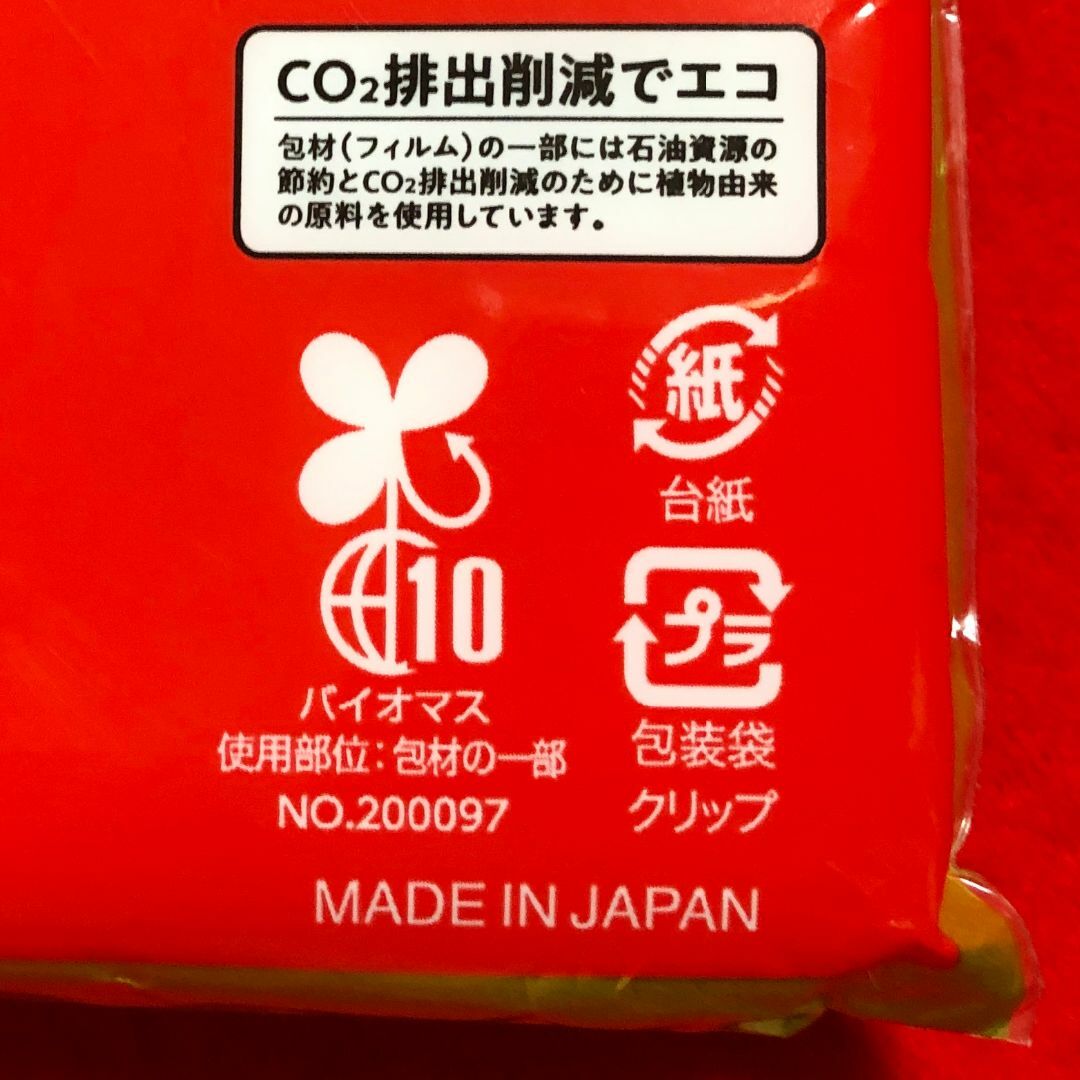 CO₂排出削減でエコ
包材(フィルム)の一部には石油資源の
節約とCO₂排出削減のために植物由来
の原料を使用しています。
紙
台紙
10
バイオマス
使用部位:包材の一部
NO.200097
プラ
包装袋
クリップ
MADE IN JAPAN